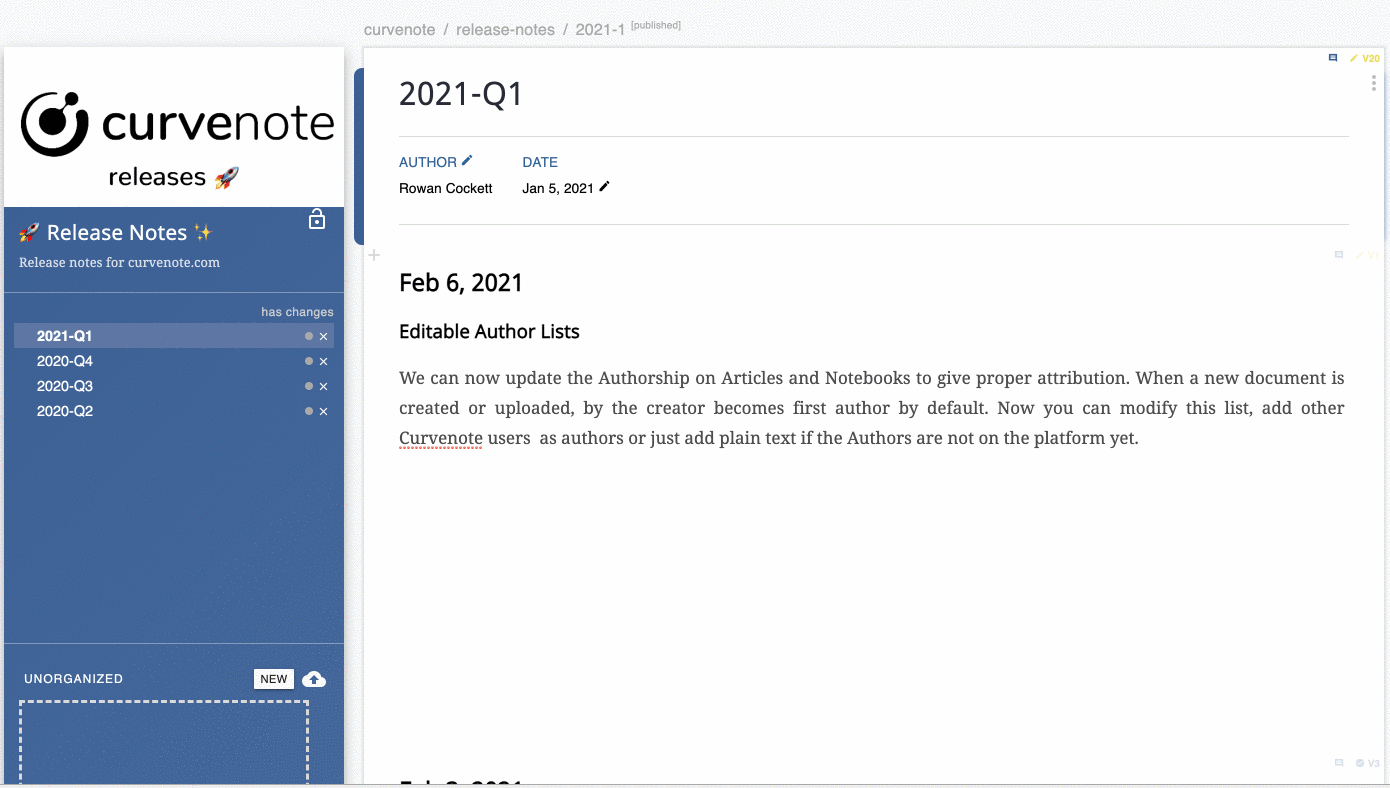 curvenote / release-notes / 2021-1 [published]
curvenote
releases 🚀
🚀 Release Notes ✨
Release notes for curvenote.com
has changes
2021-Q1
2020-Q4
2020-Q3
2020-Q2
UNORGANIZED
NEW
V20
2021-Q1
AUTHOR DATE
Rowan Cockett Jan 5, 2021
V1
Feb 6, 2021
Editable Author Lists
We can now update the Authorship on Articles and Notebooks to give proper attribution. When a new document is
created or uploaded, by the creator becomes first author by default. Now you can modify this list, add other
Curvenote users as authors or just add plain text if the Authors are not on the platform yet.
V3